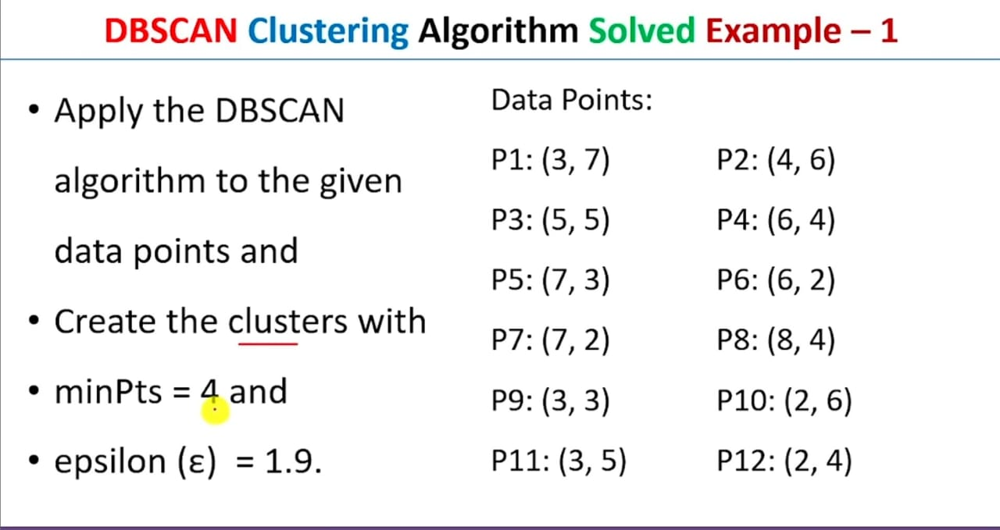 DBSCAN Clustering Algorithm Solved Example – 1
• Apply the DBSCAN
algorithm to the given
data points and
• Create the clusters with
• minPts = 4 and
• epsilon (ε) = 1.9.
Data Points:
P1: (3, 7) P2: (4, 6)
P3: (5, 5) P4: (6, 4)
P5: (7, 3) P6: (6, 2)
P7: (7, 2) P8: (8, 4)
P9: (3, 3) P10: (2, 6)
P11: (3, 5) P12: (2, 4)